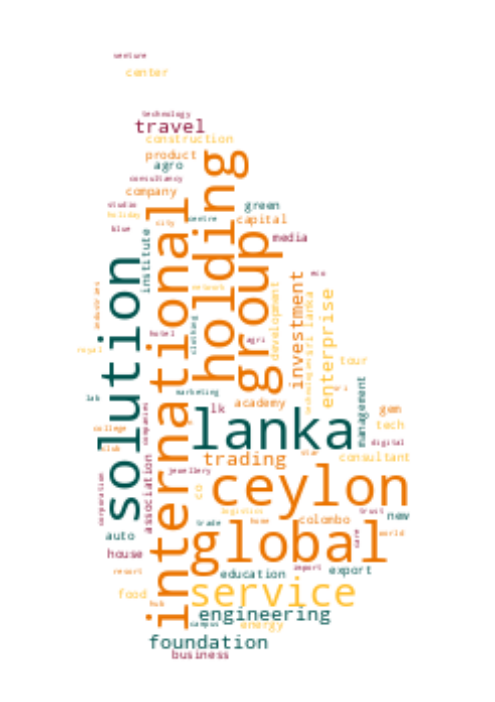 venture
center
technology
travel
construction
product
agro
consultancy
company
studio
holiday
centre
city
blue
green
capital
media
institute
international
holding
group
solution
eco
network
development
investment
enterprise
sri lanka
industries
hotel
clothing
agri
royal
tour
marketing
management
lab
lk
academy
gem
tech
college
club
companies
lanka
digital
star
trading
consultant
association
jewellery
corporation
co
ceylon
logistics
trust
new
colombo
trade
home
auto
global
care
world
house
import
export
resort
education
food
hub
service
engineering
campus
energy
foundation
business